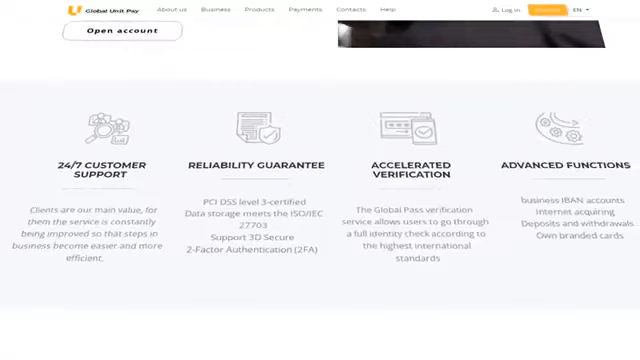 Global Unit Pay
About us
Business
Products
Payments
Contacts
Help
Log in
EN
Open account
24/7 CUSTOMER
SUPPORT
Clients are our main value, for
them the service is constantly
being improved so that steps in
business become easier and more
efficient.
RELIABILITY GUARANTEE
PCI DSS level 3-certified
Data storage meets the ISO/IEC
27703
Support 3D Secure
2-Factor Authentication (2FA)
ACCELERATED
VERIFICATION
The Global Pass verification
service allows users to go through
a full identity check according to
the highest international
standards
ADVANCED FUNCTIONS
business IBAN accounts
Internet acquiring
Deposits and withdrawals
Own branded cards